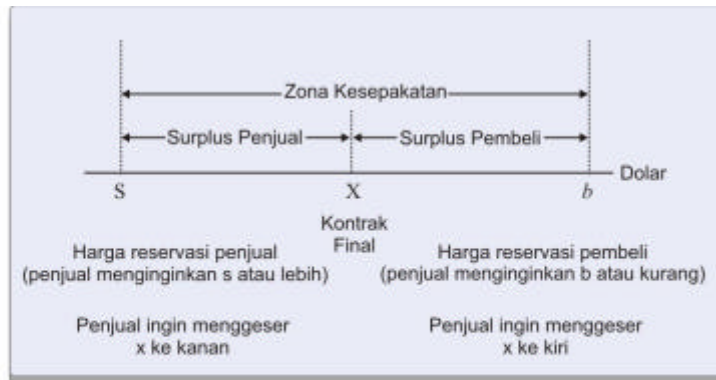 Zona Kesepakatan
Surplus Penjual
Surplus Pembeli
Dolar
S
X
b
Kontrak
Final
Harga reservasi penjual
(penjual menginginkan s atau lebih)
Harga reservasi pembeli
(penjual menginginkan b atau kurang)
Penjual ingin menggeser
x ke kanan
Penjual ingin menggeser
x ke kiri